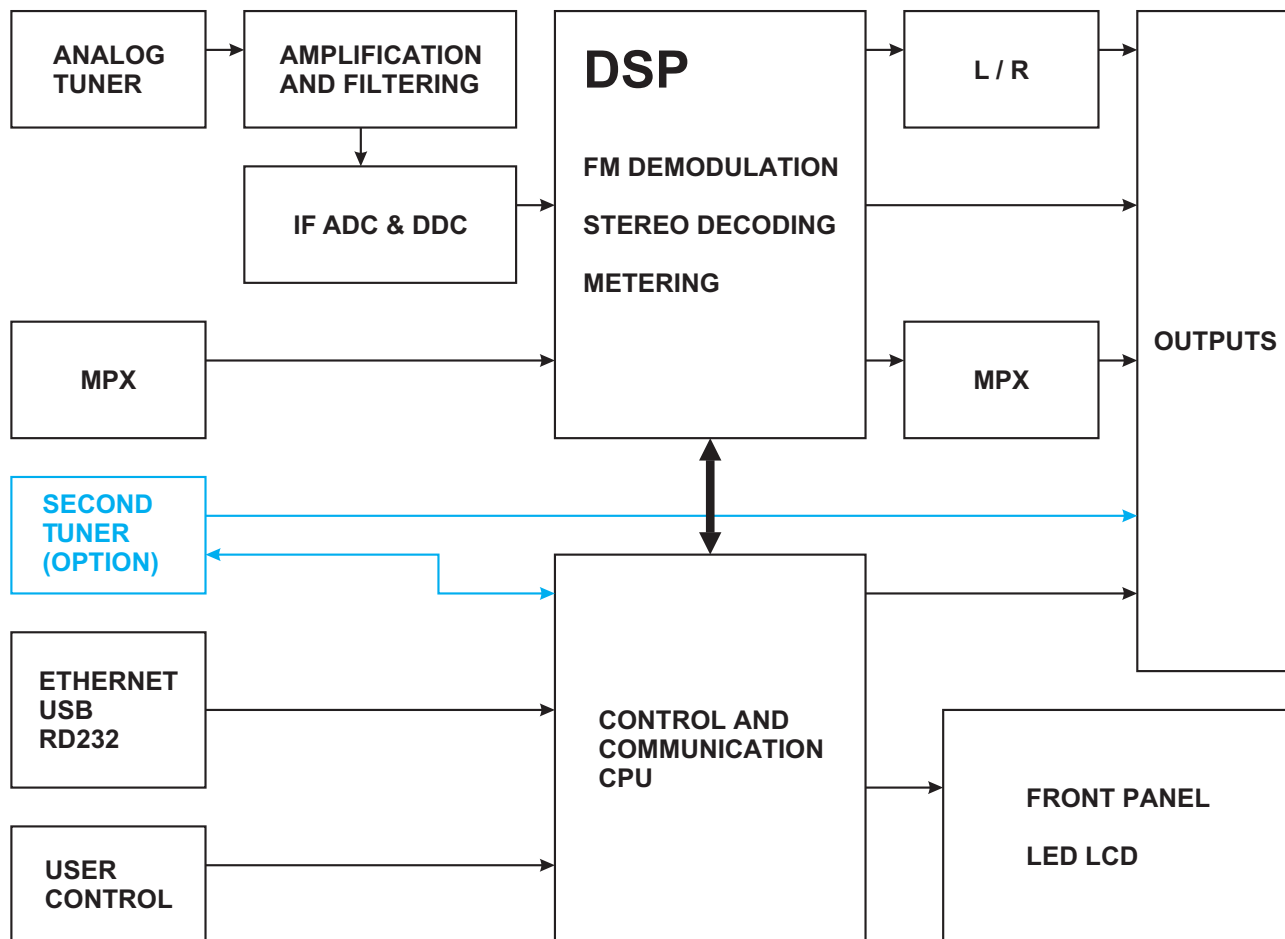 ANALOG
TUNER
AMPLIFICATION
AND FILTERING
DSP
FM DEMODULATION
STEREO DECODING
METERING
L / R
IF ADC & DDC
OUTPUTS
MPX
MPX
SECOND
TUNER
(OPTION)
ETHERNET
USB
RD232
CONTROL AND
COMMUNICATION
CPU
FRONT PANEL
LED LCD
USER
CONTROL